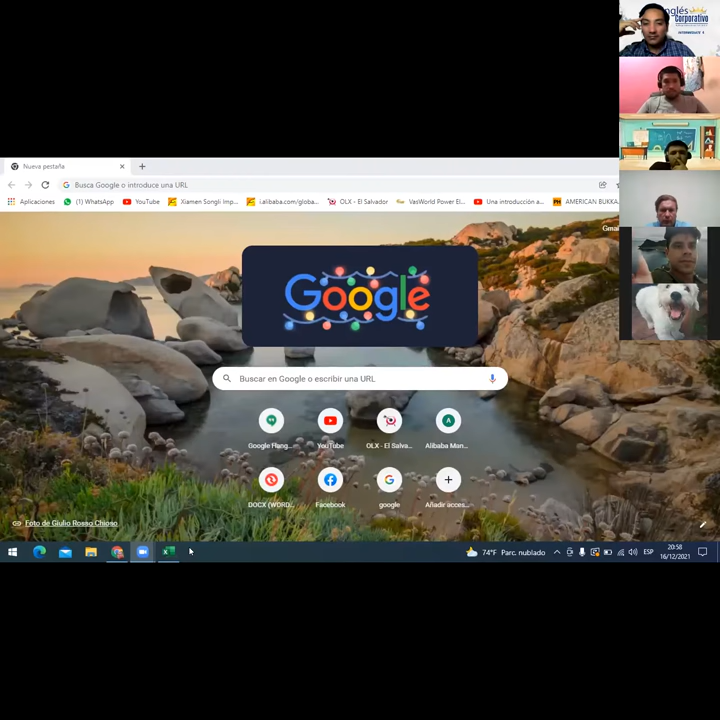 Inglés
Corporativo
INTERMEDIATE 4
Nueva pestaña
Busca Google o introduce una URL
Aplicaciones
(1) WhatsApp
YouTube
Xiamen Songli Imp...
i.alibaba.com/globa...
OLX - El Salvador
VasWorld Power El...
Una introducción a...
AMERICAN BUKKA
Gmai
Google
Buscar en Google o escribir una URL
Google Hang...
YouTube
OLX - El Salva...
Alibaba Man...
DOCX (WORD)...
Facebook
google
Añadir acces...
Foto de Giulio Rosso Chioso
74°F Parc. nublado
ESP
20:58
16/12/2021